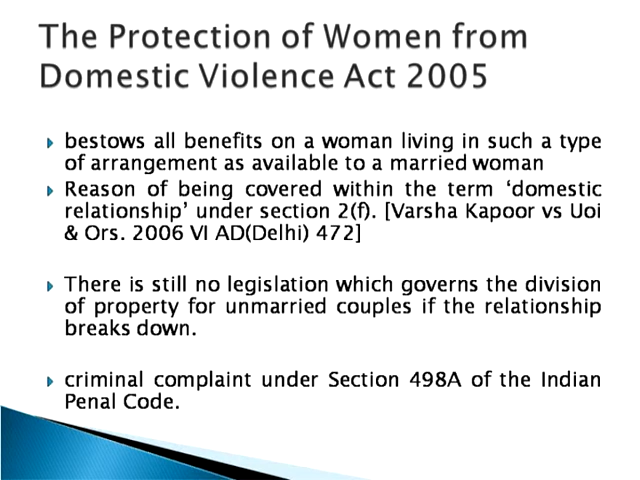 The Protection of Women from
Domestic Violence Act 2005
bestows all benefits on a woman living in such a type
of arrangement as available to a married woman
Reason of being covered within the term ‘domestic
relationship’ under section 2(f). [Varsha Kapoor vs Uoi
& Ors. 2006 VI AD(Delhi) 472]
There is still no legislation which governs the division
of property for unmarried couples if the relationship
breaks down.
criminal complaint under Section 498A of the Indian
Penal Code.